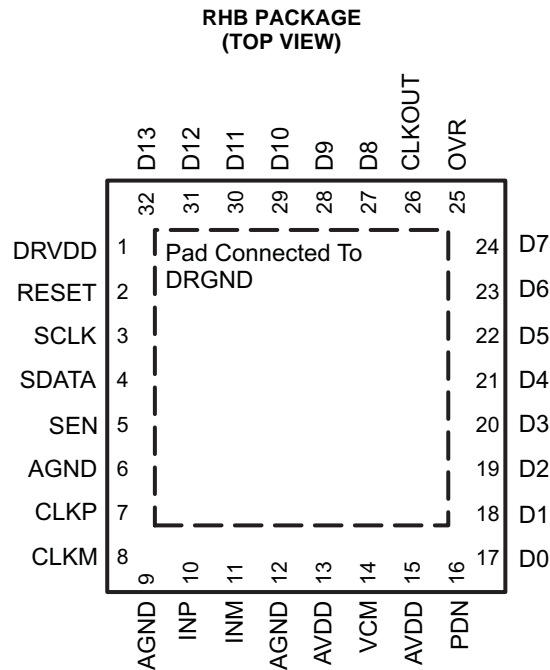 RHB PACKAGE
(TOP VIEW)
D13 D12 D11 D10 D9 D8 CLKOUT OVR
32 31 30 29 28 27 26 25
Pad Connected To
DRGND
DRVDD 1
RESET 2
SCLK 3
SDATA 4
SEN 5
AGND 6
CLKP 7
CLKM 8
24 D7
23 D6
22 D5
21 D4
20 D3
19 D2
18 D1
17 D0
9 10 11 12 13 14 15 16
AGND INP INM AGND AVDD VCM AVDD PDN